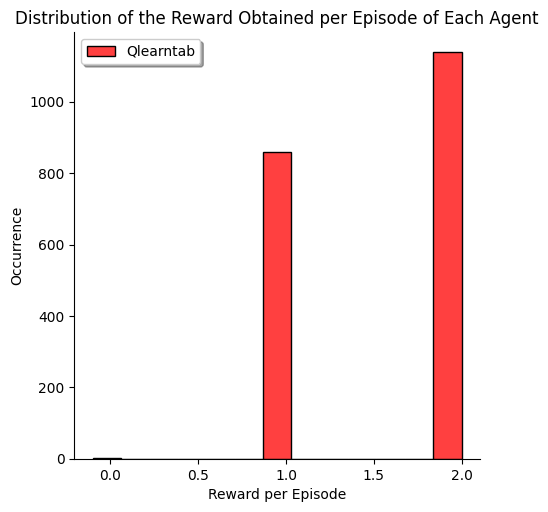 Distribution of the Reward Obtained per Episode of Each Agent
Qlearntab
1000
800
600
400
200
0
Occurrence
0.0 0.5 1.0 1.5 2.0
Reward per Episode